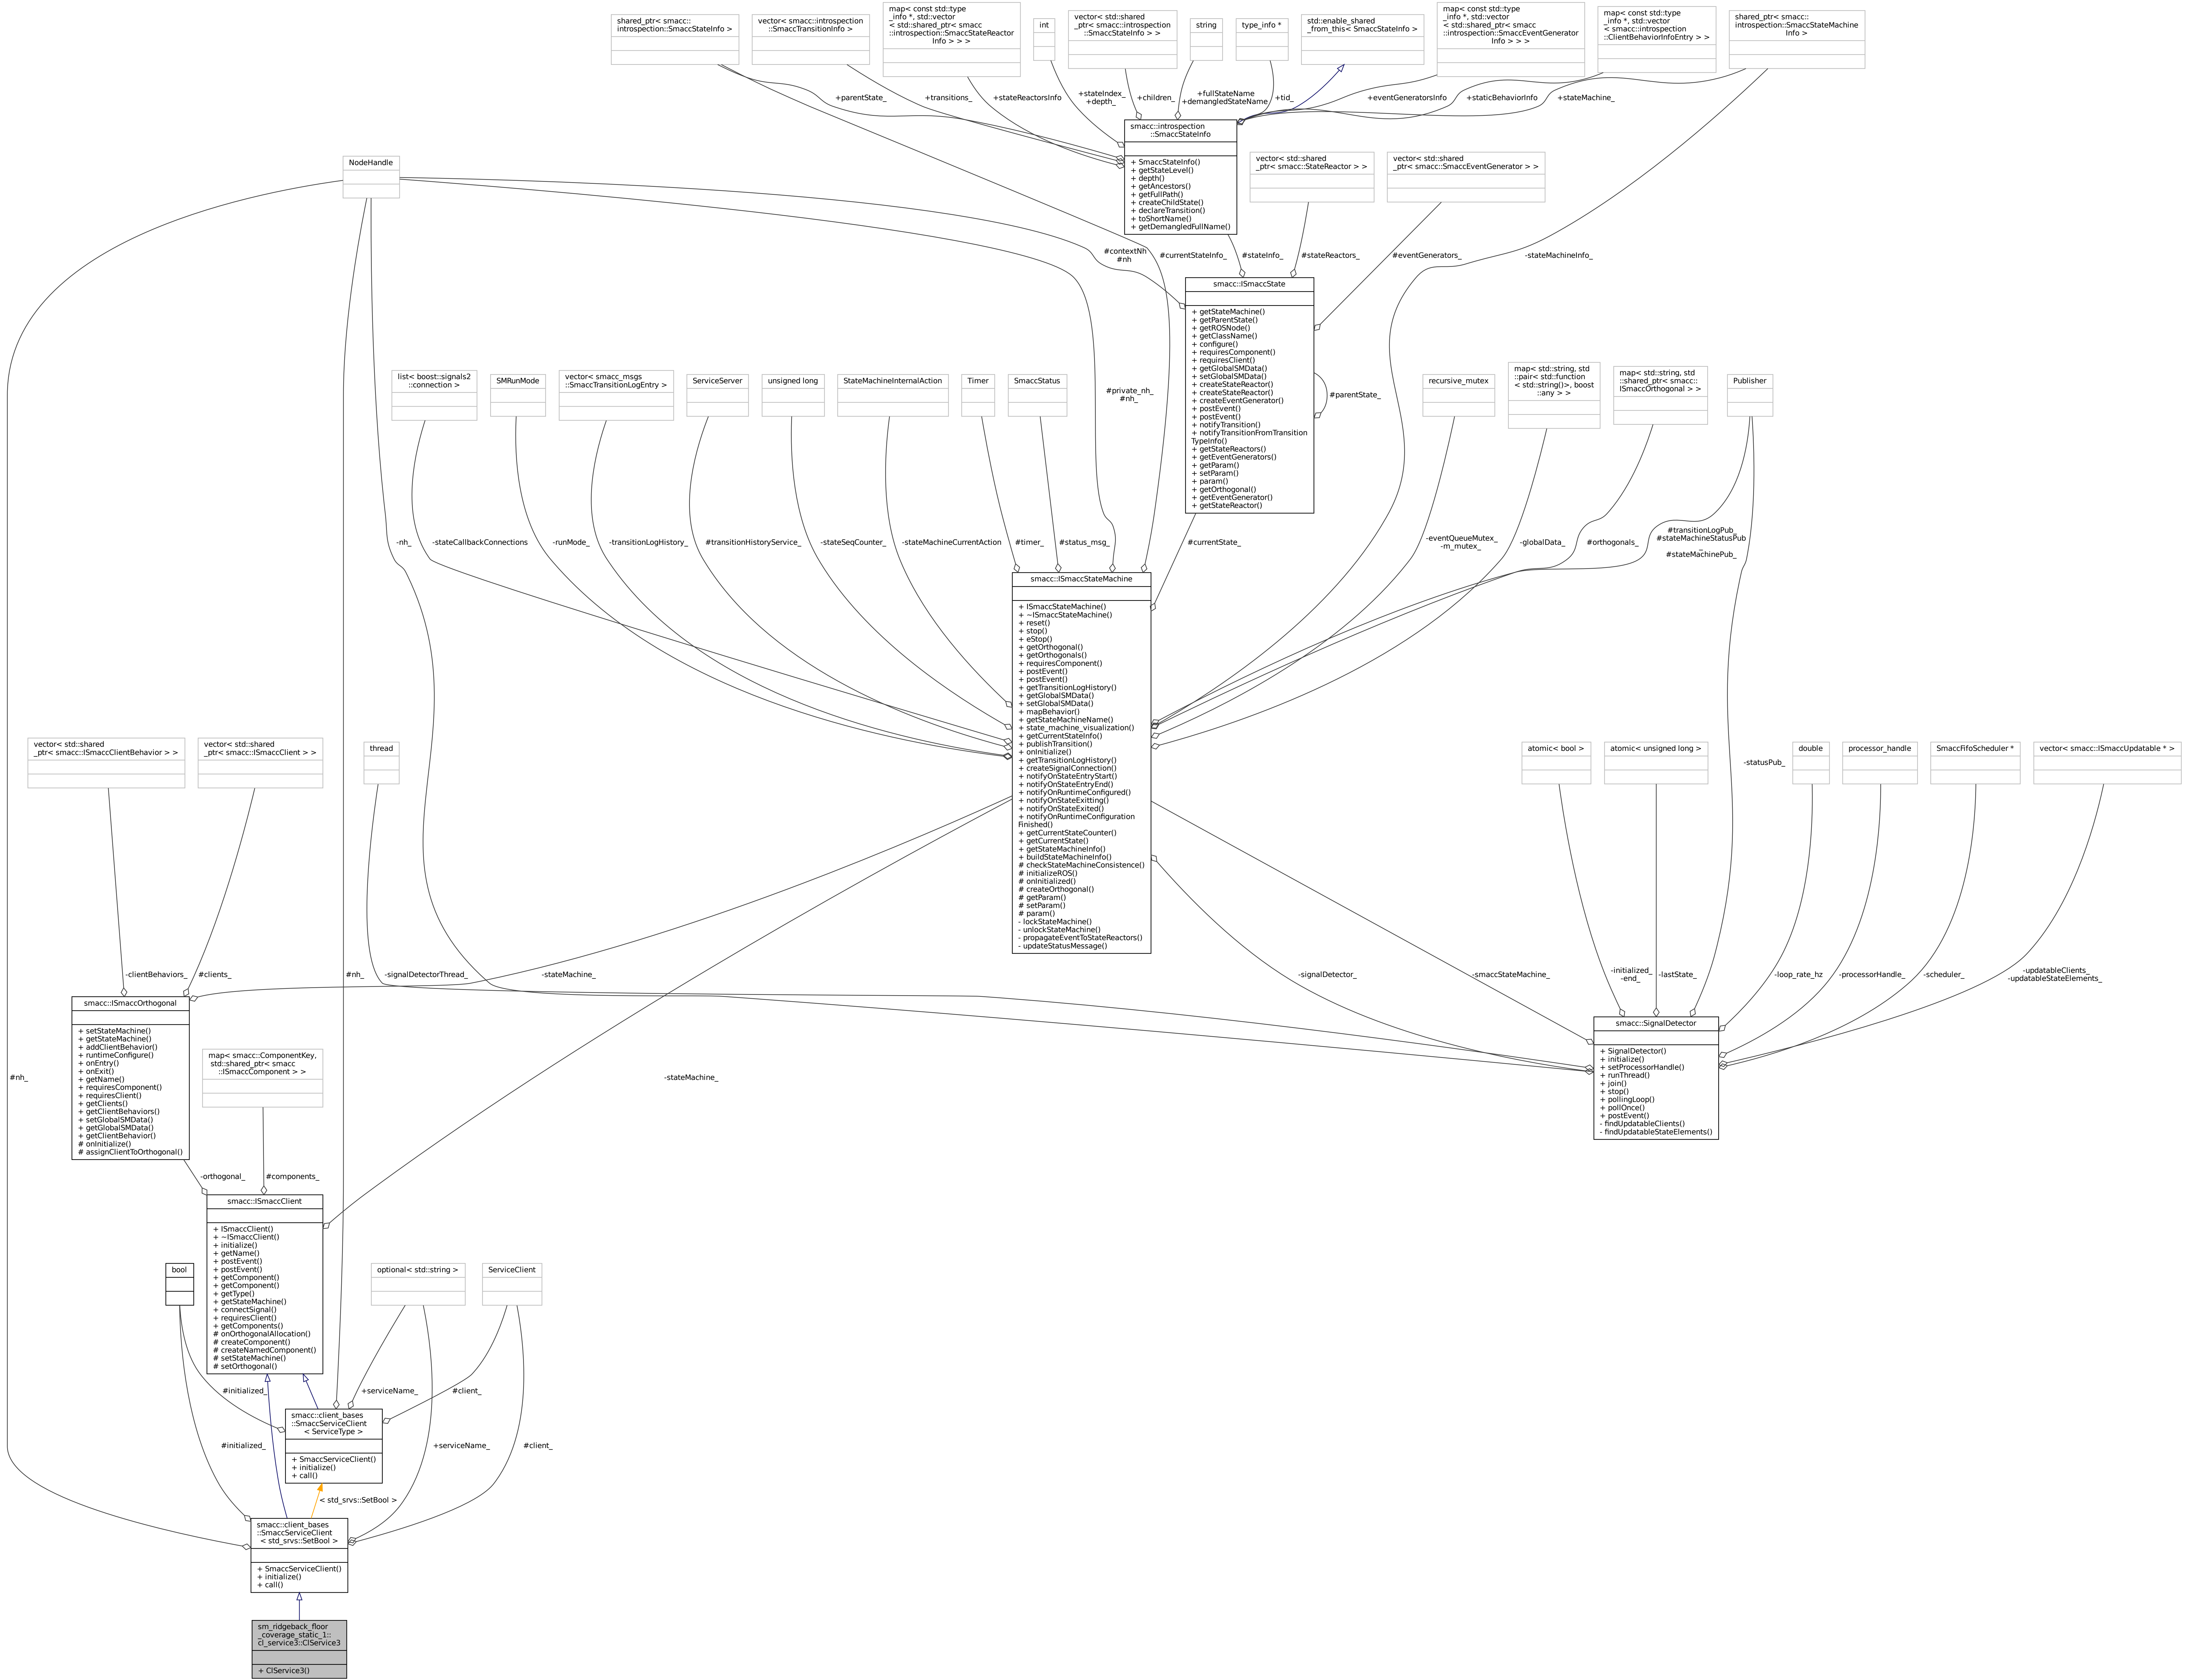 shared_ptr< smacc::
introspection::SmaccStateInfo >
vector< smacc::introspection
::SmaccTransitionInfo >
map< const std::type
_info *, std::vector
< std::shared_ptr< smacc
::introspection::SmaccStateReactor
Info > > >
int
vector< std::shared
_ptr< smacc::introspection
::SmaccStateInfo > >
string
type_info *
std::enable_shared
_from_this< SmaccStateInfo >
map< const std::type
_info *, std::vector
< std::shared_ptr< smacc
::introspection::SmaccEventGenerator
Info > > >
map< const std::type
_info *, std::vector
< smacc::introspection
::ClientBehaviorInfoEntry > >
shared_ptr< smacc::
introspection::SmaccStateMachine
Info >
+parentState_
+transitions_
+stateReactorsInfo
+stateIndex_
+depth_
+children_
+fullStateName
+demangledStateName
+tid_
+eventGeneratorsInfo
+staticBehaviorInfo
+stateMachine_
smacc::introspection
::SmaccStateInfo
+ SmaccStateInfo()
+ getStateLevel()
+ depth()
+ getAncestors()
+ getFullPath()
+ createChildState()
+ declareTransition()
+ toShortName()
+ getDemangledFullName()
NodeHandle
vector< std::shared
_ptr< smacc::StateReactor > >
vector< std::shared
_ptr< smacc::SmaccEventGenerator > >
#contextNh
#nh
#currentStateInfo_
#stateInfo_
#stateReactors_
#eventGenerators_
-stateMachineInfo_
smacc::ISmaccState
+ getStateMachine()
+ getParentState()
+ getROSNode()
+ getClassName()
+ configure()
+ requiresComponent()
+ requiresClient()
+ getGlobalSMData()
+ setGlobalSMData()
+ createStateReactor()
+ createStateReactor()
+ createEventGenerator()
+ postEvent()
+ postEvent()
+ notifyTransition()
+ notifyTransitionFromTransition
TypeInfo()
+ getStateReactors()
+ getEventGenerators()
+ getParam()
+ setParam()
+ param()
+ getOrthogonal()
+ getEventGenerator()
+ getStateReactor()
#parentState_
list< boost::signals2
::connection >
SMRunMode
vector< smacc_msgs
::SmaccTransitionLogEntry >
ServiceServer
unsigned long
StateMachineInternalAction
Timer
SmaccStatus
#private_nh_
#nh_
recursive_mutex
map< std::string, std
::pair< std::function
< std::string()>, boost
::any > >
map< std::string, std
::shared_ptr< smacc::
ISmaccOrthogonal > >
Publisher
-nh_
-stateCallbackConnections
-runMode_
-transitionLogHistory_
#transitionHistoryService_
-stateSeqCounter_
-stateMachineCurrentAction
#timer_
#status_msg_
#currentState_
-eventQueueMutex_
-m_mutex_
-globalData_
#orthogonals_
#transitionLogPub_
#stateMachineStatusPub
_
#stateMachinePub_
smacc::ISmaccStateMachine
+ ISmaccStateMachine()
+ ~ISmaccStateMachine()
+ reset()
+ stop()
+ eStop()
+ getOrthogonal()
+ getOrthogonals()
+ requiresComponent()
+ postEvent()
+ postEvent()
+ getTransitionLogHistory()
+ getGlobalSMData()
+ setGlobalSMData()
+ mapBehavior()
+ getStateMachineName()
+ state_machine_visualization()
+ getCurrentStateInfo()
+ publishTransition()
+ onInitialize()
+ getTransitionLogHistory()
+ createSignalConnection()
+ notifyOnStateEntryStart()
+ notifyOnStateEntryEnd()
+ notifyOnRuntimeConfigured()
+ notifyOnStateExitting()
+ notifyOnStateExited()
+ notifyOnRuntimeConfiguration
Finished()
+ getCurrentStateCounter()
+ getCurrentState()
+ getStateMachineInfo()
+ buildStateMachineInfo()
# checkStateMachineConsistence()
# initializeROS()
# onInitialized()
# createOrthogonal()
# getParam()
# setParam()
# param()
- lockStateMachine()
- unlockStateMachine()
- propagateEventToStateReactors()
- updateStatusMessage()
vector< std::shared
_ptr< smacc::ISmaccClientBehavior > >
vector< std::shared
_ptr< smacc::ISmaccClient > >
thread
atomic< bool >
atomic< unsigned long >
-statusPub_
double
processor_handle
SmaccFifoScheduler *
vector< smacc::ISmaccUpdatable * >
-clientBehaviors_
#clients_
#nh_
-signalDetectorThread_
-stateMachine_
-signalDetector_
-smaccStateMachine_
-initialized_
-end_
-lastState_
-loop_rate_hz
-processorHandle_
-scheduler_
-updatableClients_
-updatableStateElements_
smacc::ISmaccOrthogonal
+ setStateMachine()
+ getStateMachine()
+ addClientBehavior()
+ runtimeConfigure()
+ onEntry()
+ onExit()
+ getName()
+ requiresComponent()
+ requiresClient()
+ getClients()
+ getClientBehaviors()
+ setGlobalSMData()
+ getGlobalSMData()
+ getClientBehavior()
# onInitialize()
# assignClientToOrthogonal()
smacc::SignalDetector
+ SignalDetector()
+ initialize()
+ setProcessorHandle()
+ runThread()
+ join()
+ stop()
+ pollingLoop()
+ pollOnce()
+ postEvent()
- findUpdatableClients()
- findUpdatableStateElements()
map< smacc::ComponentKey,
std::shared_ptr< smacc
::ISmaccComponent > >
#nh_
-stateMachine_
-orthogonal_
#components_
smacc::ISmaccClient
+ ISmaccClient()
+ ~ISmaccClient()
+ initialize()
+ getName()
+ postEvent()
+ postEvent()
+ getComponent()
+ getComponent()
+ getType()
+ getStateMachine()
+ connectSignal()
+ requiresClient()
+ getComponents()
# onOrthogonalAllocation()
# createComponent()
# createNamedComponent()
# setStateMachine()
# setOrthogonal()
bool
optional< std::string >
ServiceClient
#initialized_
+serviceName_
#client_
smacc::client_bases
::SmaccServiceClient
< ServiceType >
+ SmaccServiceClient()
+ initialize()
+ call()
#initialized_
+serviceName_
#client_
< std_srvs::SetBool >
smacc::client_bases
::SmaccServiceClient
< std_srvs::SetBool >
+ SmaccServiceClient()
+ initialize()
+ call()
sm_ridgeback_floor
_coverage_static_1::
cl_service3::ClService3
+ ClService3()